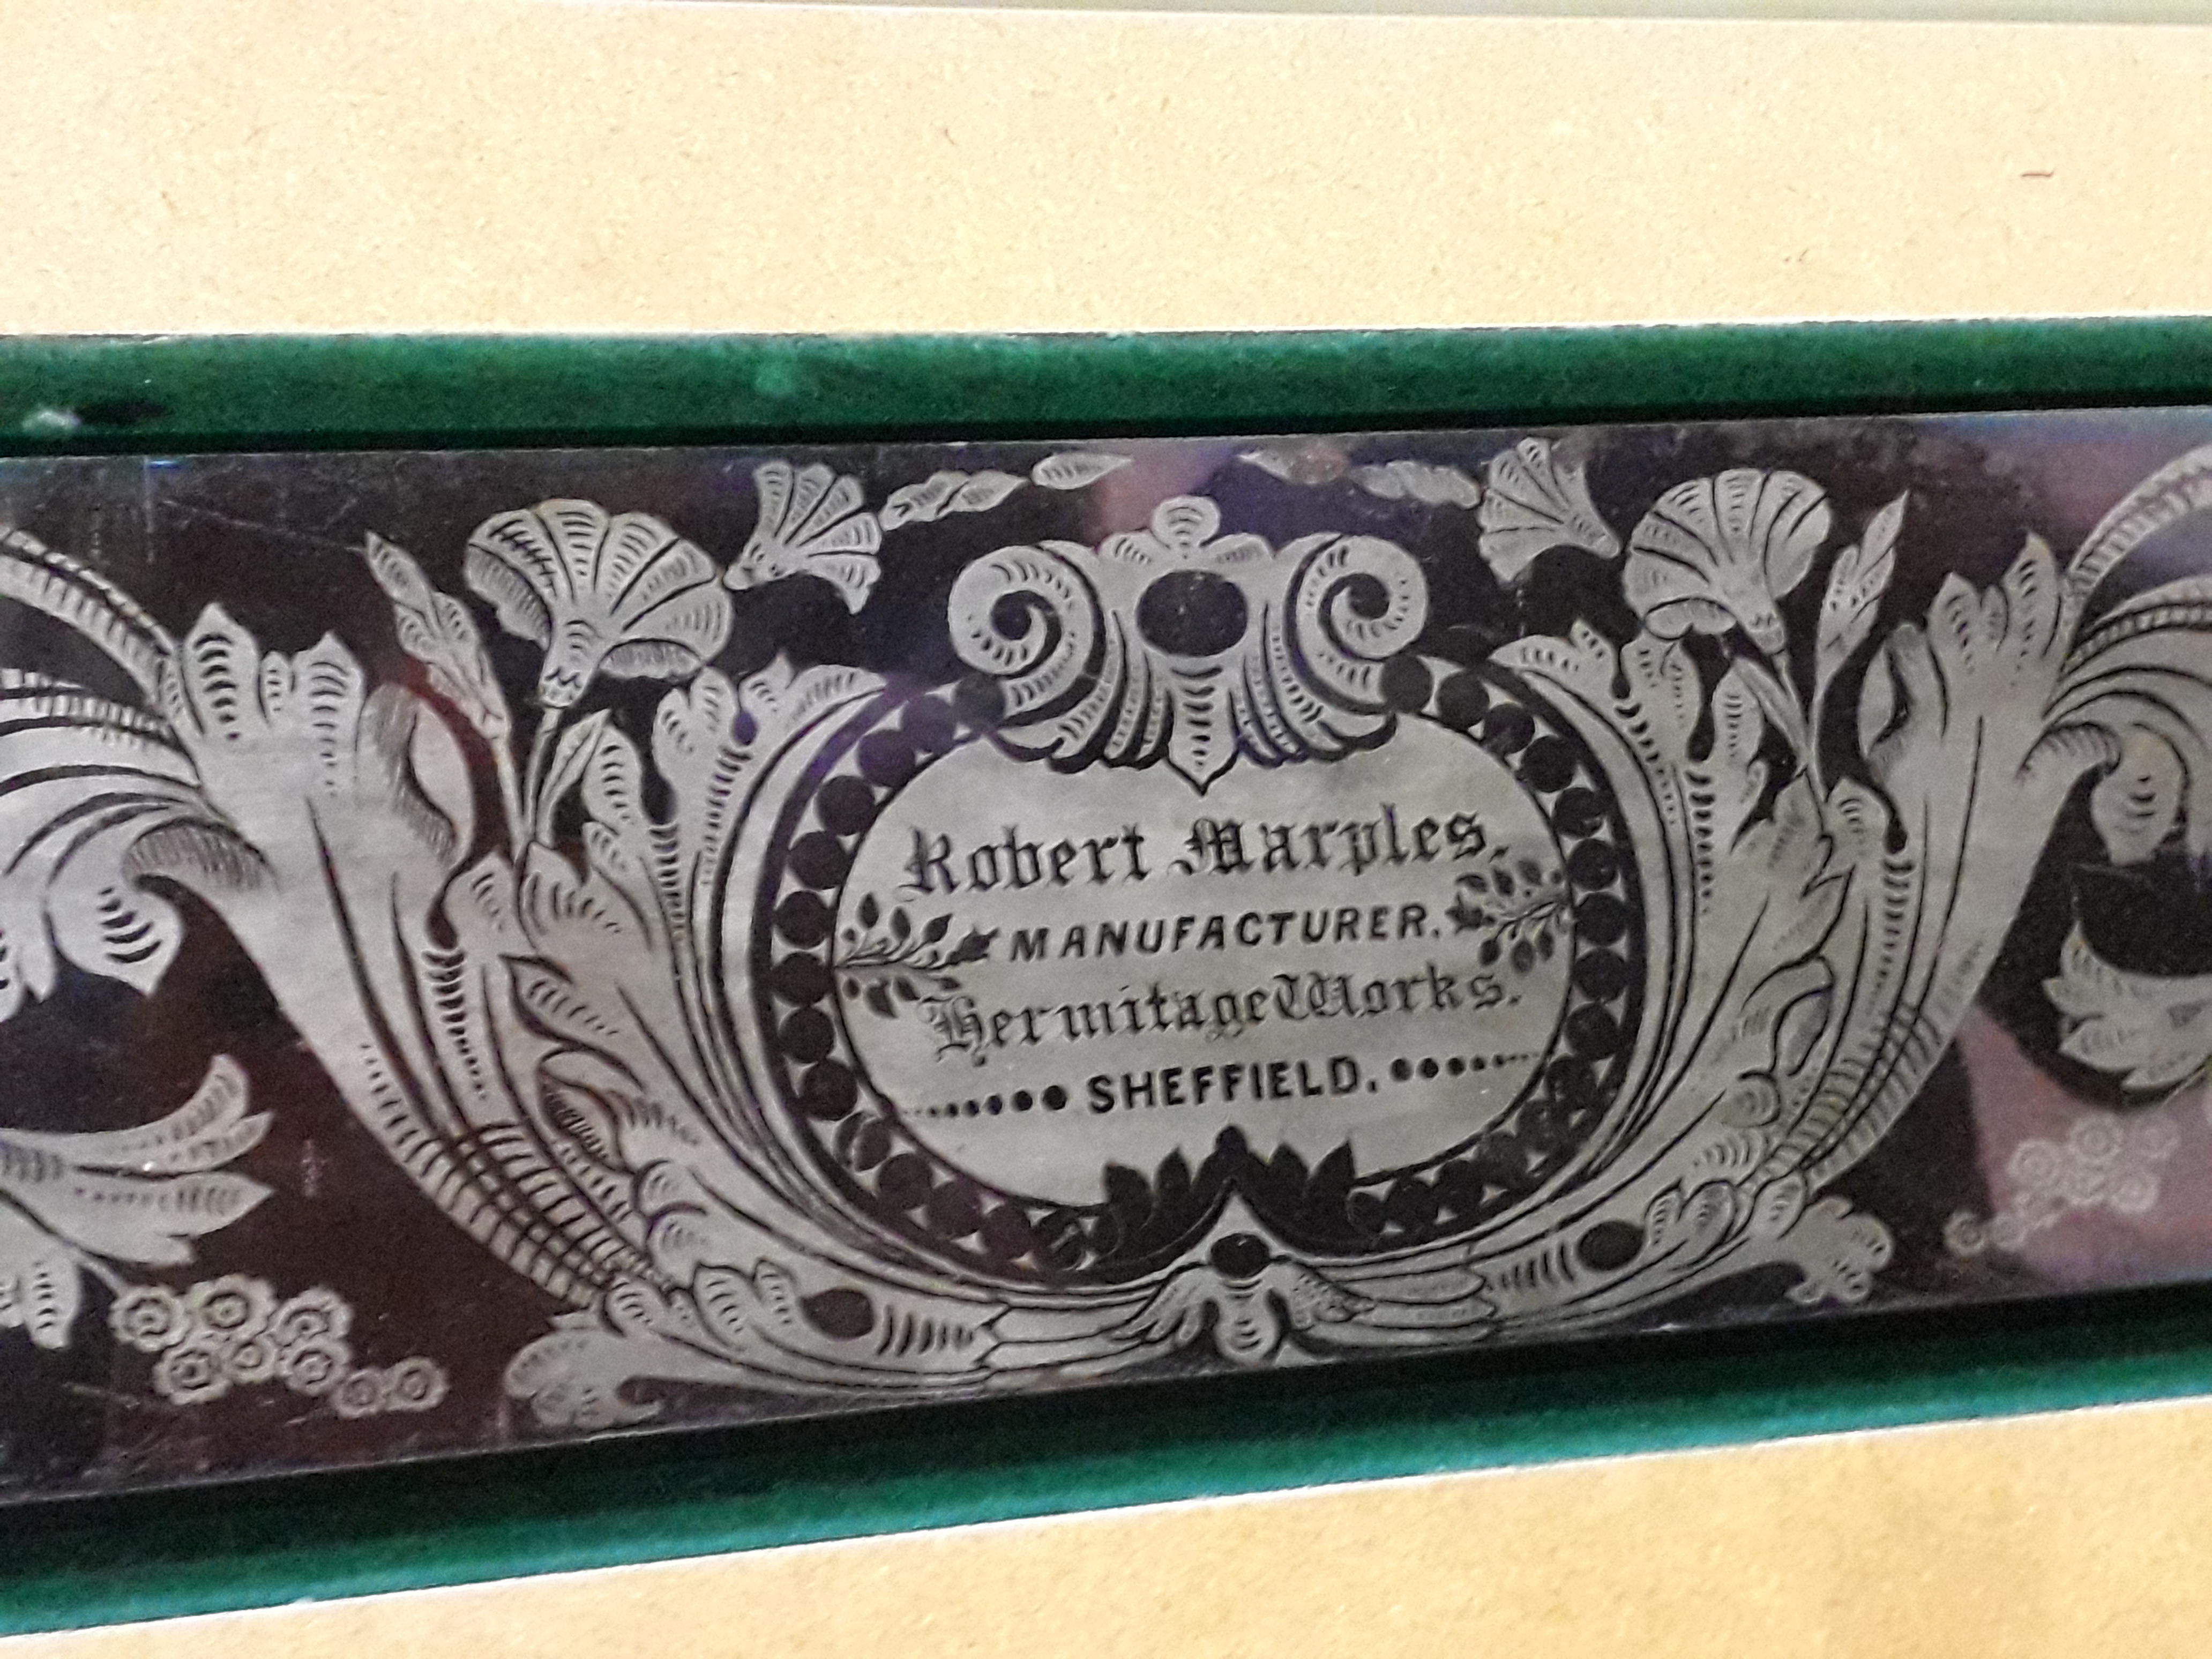 Robert Marples.
MANUFACTURER.
Hermitage Works.
SHEFFIELD.